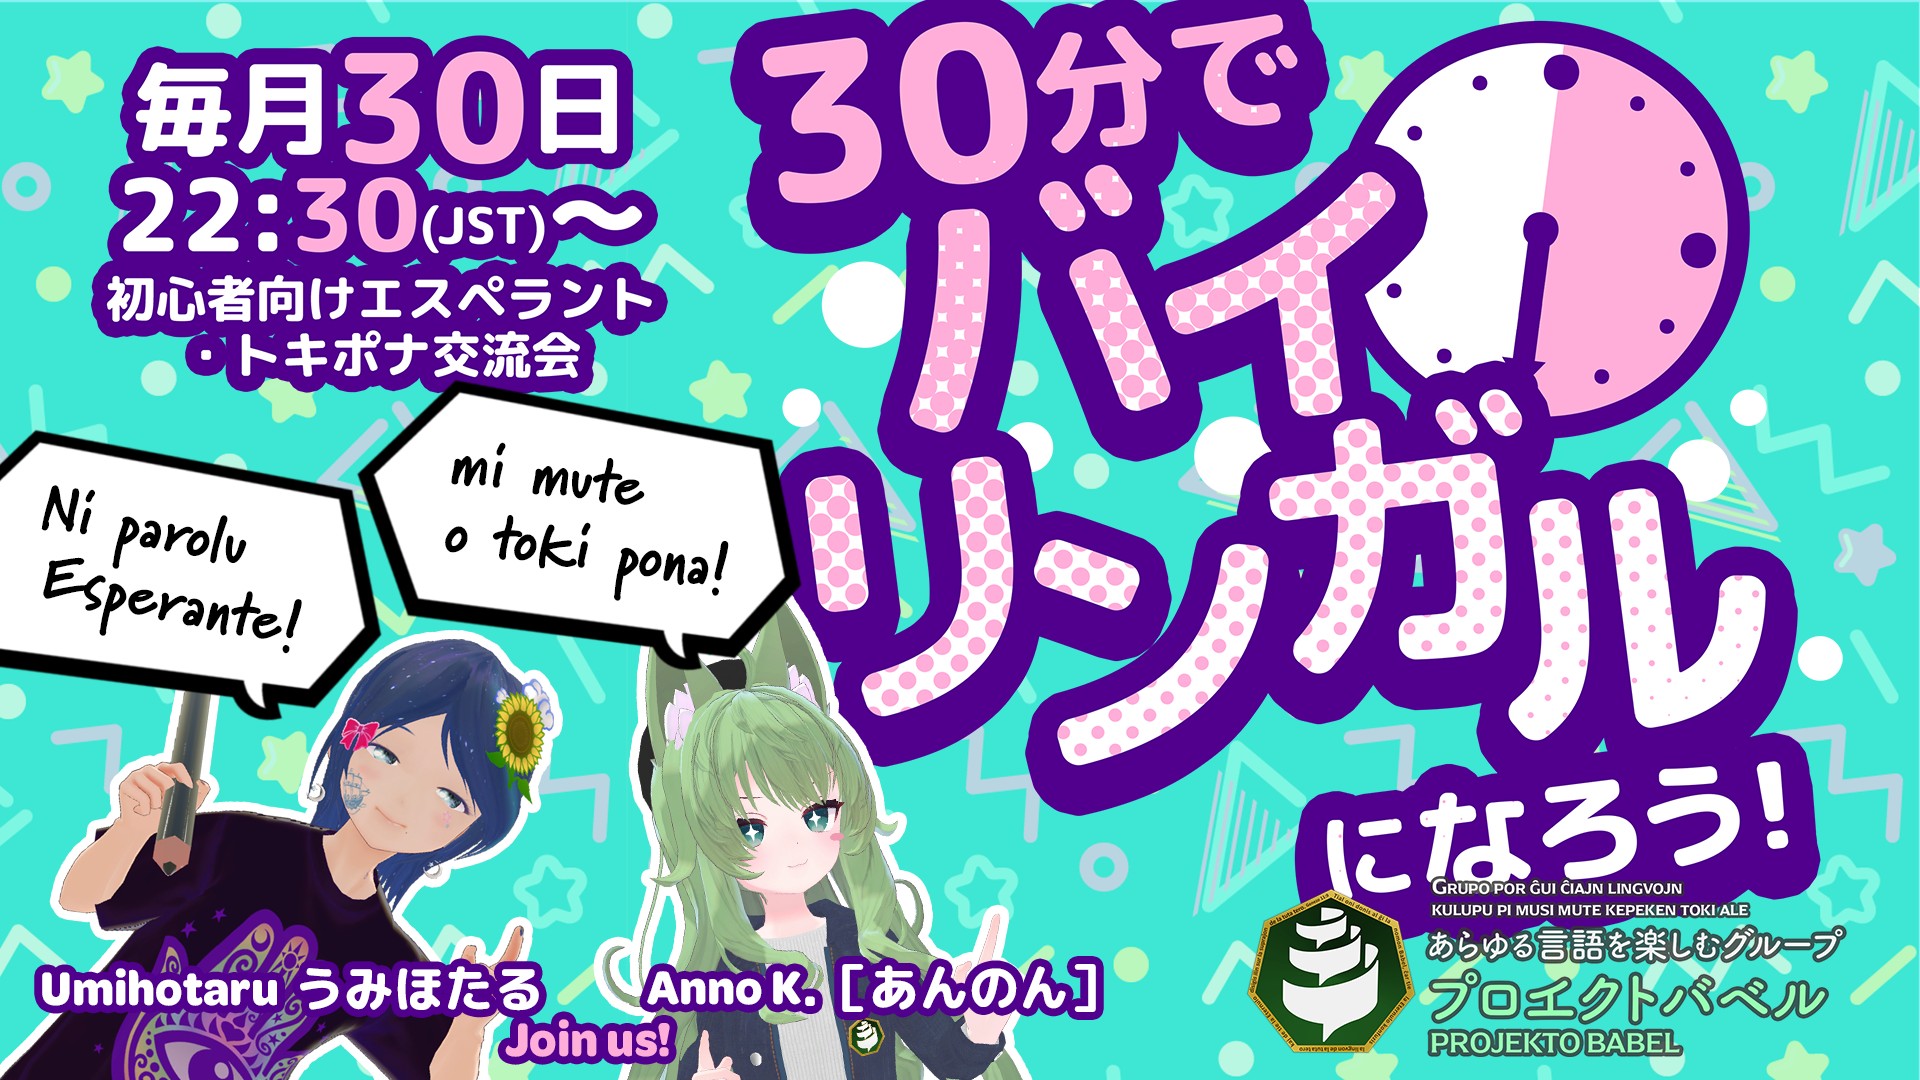 毎月30日
22:30(JST)〜
初心者向けエスペラント
・トキポナ交流会
30分で
バイ
リンガル
になろう!
Ni parolu
Esperante!
mi mute
o toki pona!
Umihotaru うみほたる
Anno K. [あんのん]
Join us!
GRUPO POR ĜUI ĈIAJN LINGVOJN
KULUPU PI MUSI MUTE KEPEKEN TOKI ALE
あらゆる言語を楽しむグループ
プロエクトバベル
PROJEKTO BABEL